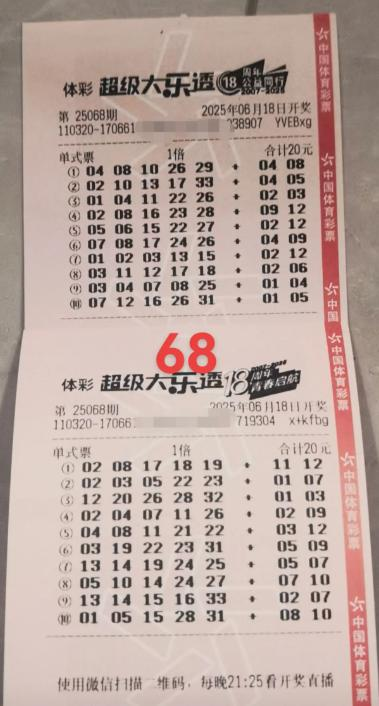 体彩 超级大乐透 18周年 公益同行 2007-2025
第 25068期 2025年06月18日开奖
110320-170661 038907 YVEBxg
单式票 1倍 合计20元
① 04 08 10 26 29 + 04 08
② 02 10 13 17 33 + 04 05
③ 01 04 11 22 26 + 02 03
④ 02 08 16 23 28 + 09 12
⑤ 05 06 15 22 27 + 02 12
⑥ 07 08 17 24 26 + 04 09
⑦ 01 02 03 13 15 + 02 12
⑧ 03 11 12 17 18 + 02 06
⑨ 03 04 07 08 25 + 01 04
⑩ 07 12 16 26 31 + 01 05
68
体彩 超级大乐透 18周年 青春启航
第 25068期 2025年06月18日开奖
110320-17066 719304 x+kfbg
单式票 1倍 合计20元
① 02 08 17 18 19 + 11 12
② 02 03 05 22 23 + 01 07
③ 12 20 26 28 32 + 01 03
④ 02 04 07 11 26 + 02 09
⑤ 04 08 11 21 22 + 03 12
⑥ 03 19 22 23 31 + 05 09
⑦ 13 14 19 24 25 + 05 07
⑧ 05 10 14 24 27 + 07 10
⑨ 13 14 15 16 33 + 02 07
⑩ 01 05 15 28 31 + 08 10
使用微信扫描二维码，每晚21:25看开奖直播
中国体育彩票
中国体育彩票
中国
中国体育彩票
中国体育彩票
中国体育彩票